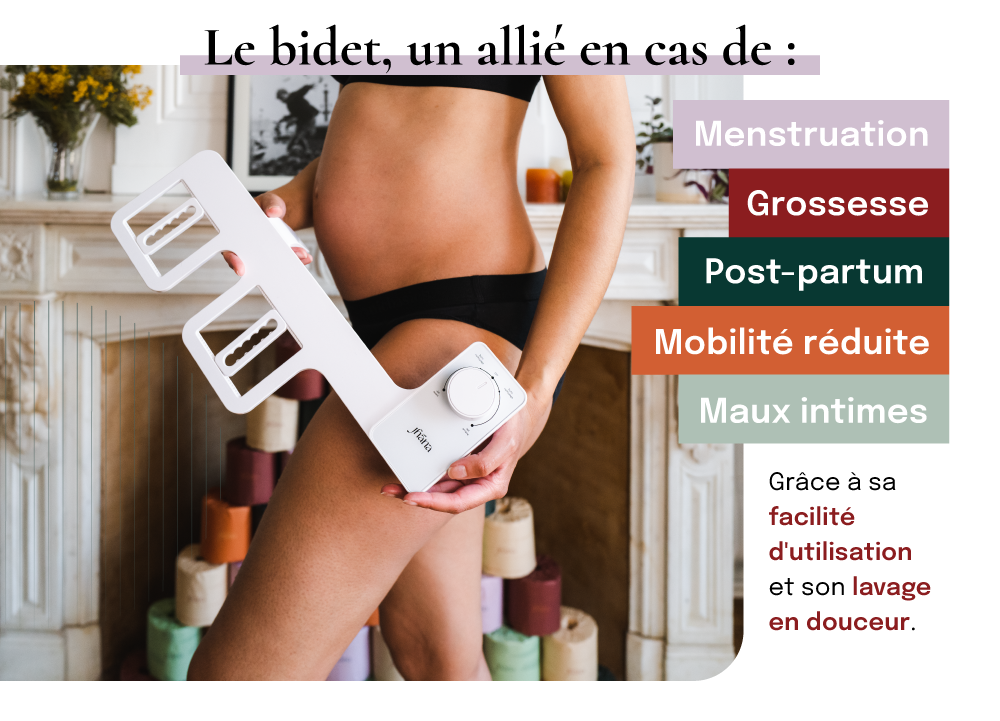 Le bidet, un allié en cas de :
Menstruation
Grossesse
Post-partum
Mobilité réduite
Maux intimes
Grâce à sa
facilité
d'utilisation
et son lavage
en douceur.
jhāna